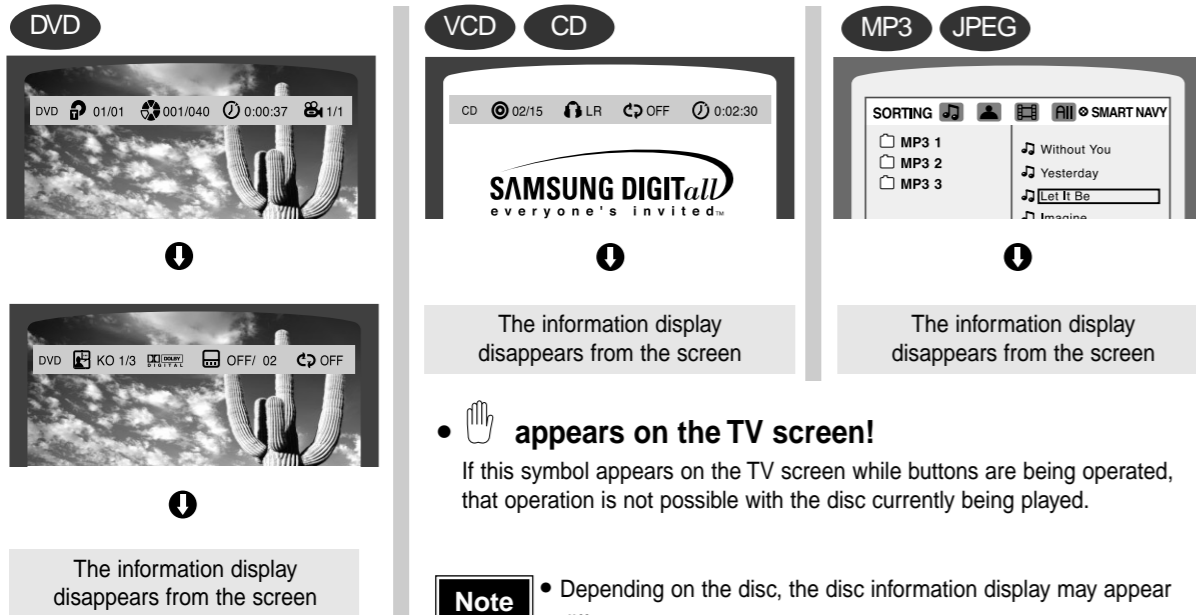 DVD
DVD 01/01 001/040 0:00:37 1/1
DVD KO 1/3 DOLBY DIGITAL OFF/ 02 OFF
The information display
disappears from the screen
VCD CD
CD 02/15 LR OFF 0:02:30
SAMSUNG DIGITall
everyone's invited™
The information display
disappears from the screen
MP3 JPEG
SORTING All SMART NAVY
MP3 1
MP3 2
MP3 3
Without You
Yesterday
Let It Be
Imagine
The information display
disappears from the screen
• appears on the TV screen!
If this symbol appears on the TV screen while buttons are being operated,
that operation is not possible with the disc currently being played.
Note
• Depending on the disc, the disc information display may appear